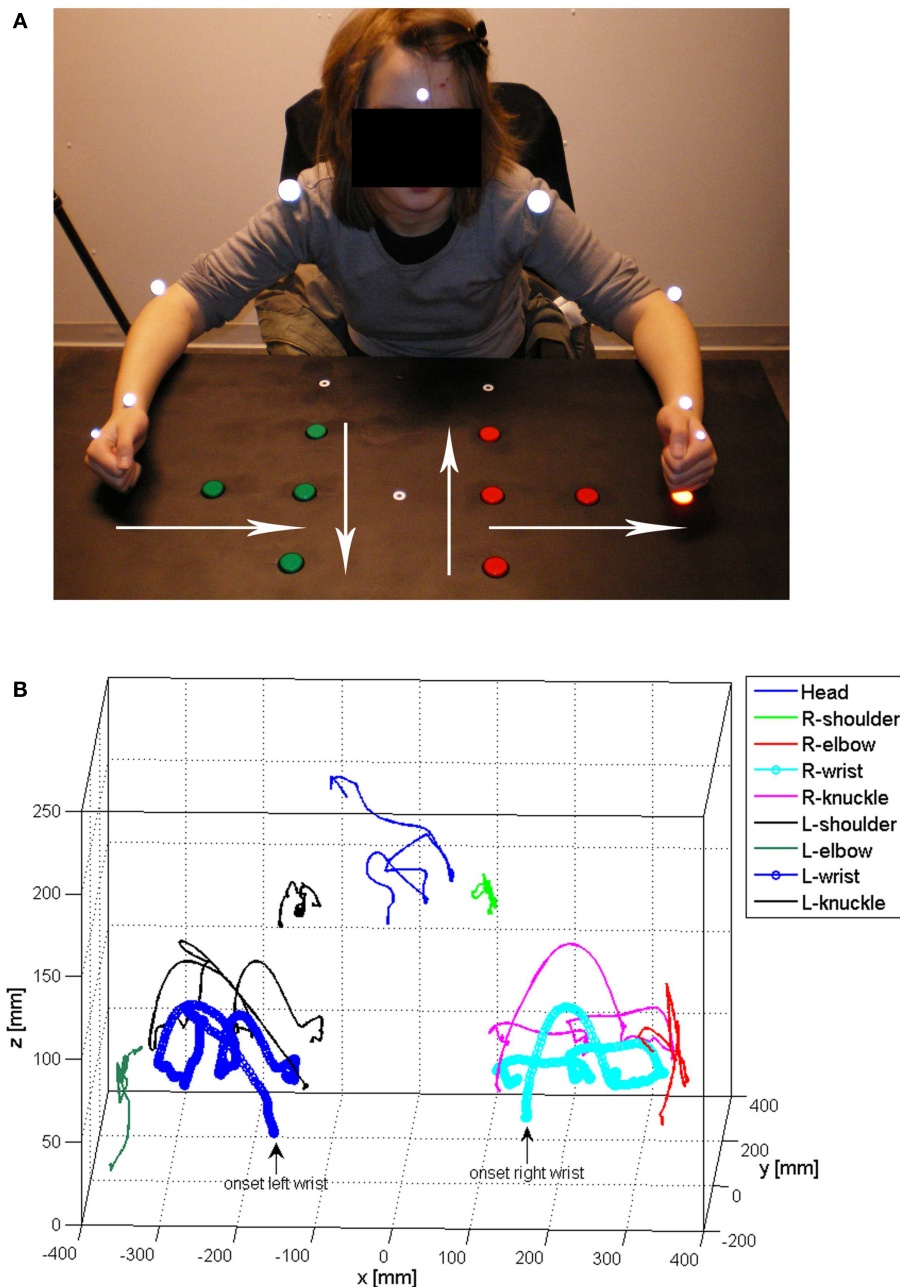 A
B
Head
R-shoulder
R-elbow
R-wrist
R-knuckle
L-shoulder
L-elbow
L-wrist
L-knuckle
250
200
150
100
50
0
z [mm]
onset left wrist
onset right wrist
400
200
0
-200
y [mm]
-400
-300
-200
-100
0
100
200
300
400
x [mm]